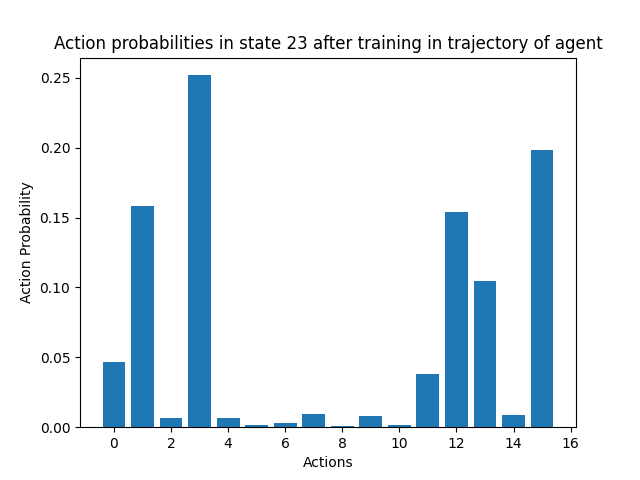 Action probabilities in state 23 after training in trajectory of agent
0.25
0.20
0.15
0.10
0.05
0.00
Action Probability
0 2 4 6 8 10 12 14 16
Actions